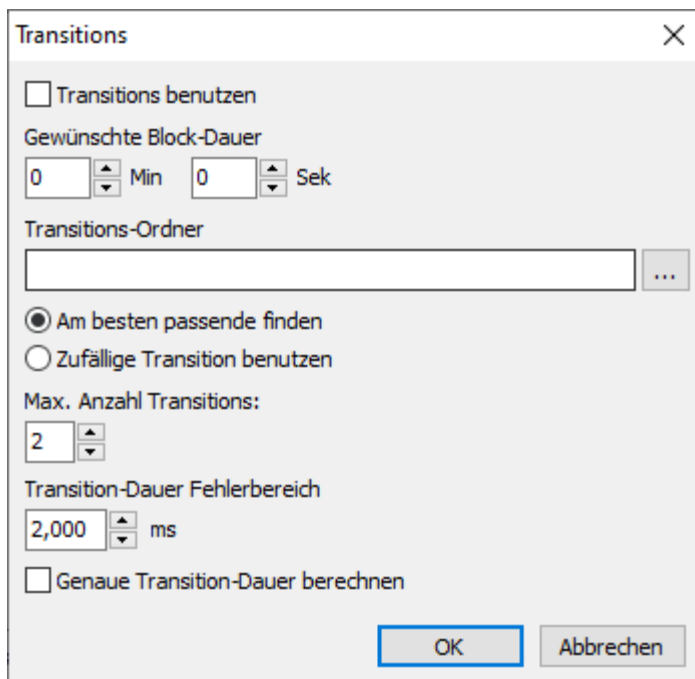 Transitions
Transitions benutzen
Gewünschte Block-Dauer
0 Min 0 Sek
Transitions-Ordner
...
Am besten passende finden
Zufällige Transition benutzen
Max. Anzahl Transitions:
2
Transition-Dauer Fehlerbereich
2,000 ms
Genaue Transition-Dauer berechnen
OK Abbrechen